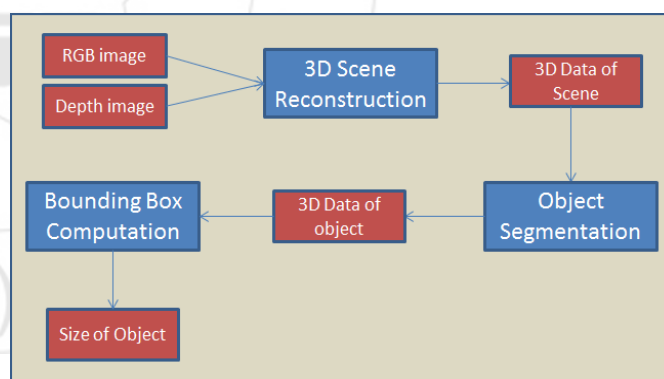 RGB image
Depth image
3D Scene
Reconstruction
3D Data of
Scene
Object
Segmentation
3D Data of
object
Bounding Box
Computation
Size of Object